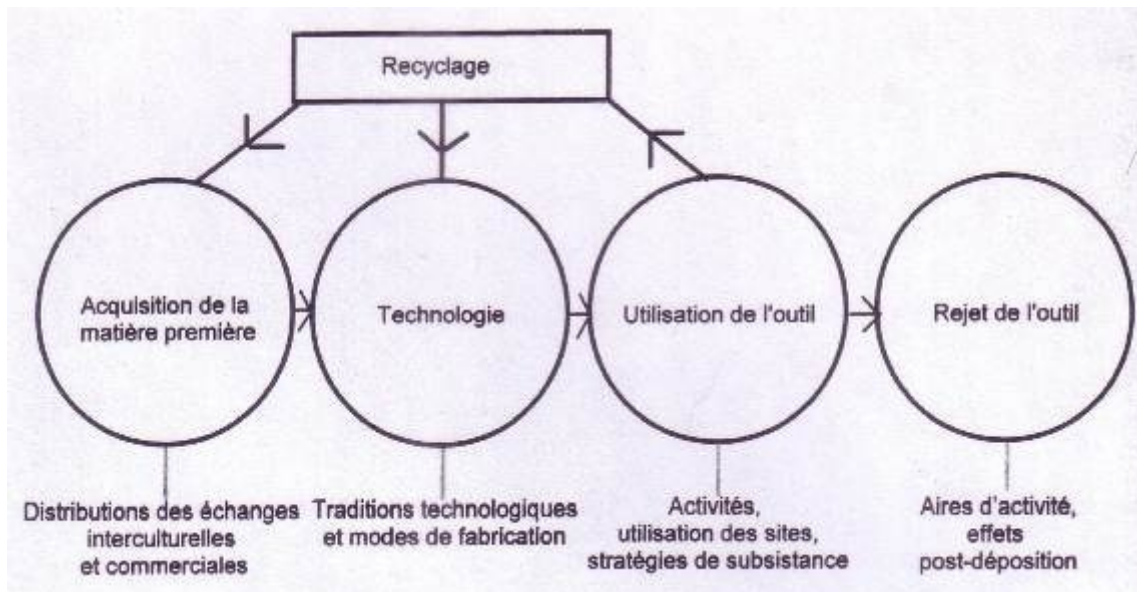 Recyclage
Acquisition de la
matière première
Technologie
Utilisation de l'outil
Rejet de l'outil
Distributions des échanges
interculturelles
et commerciales
Traditions technologiques
et modes de fabrication
Activités,
utilisation des sites,
stratégies de subsistance
Aires d'activité,
effets
post-déposition